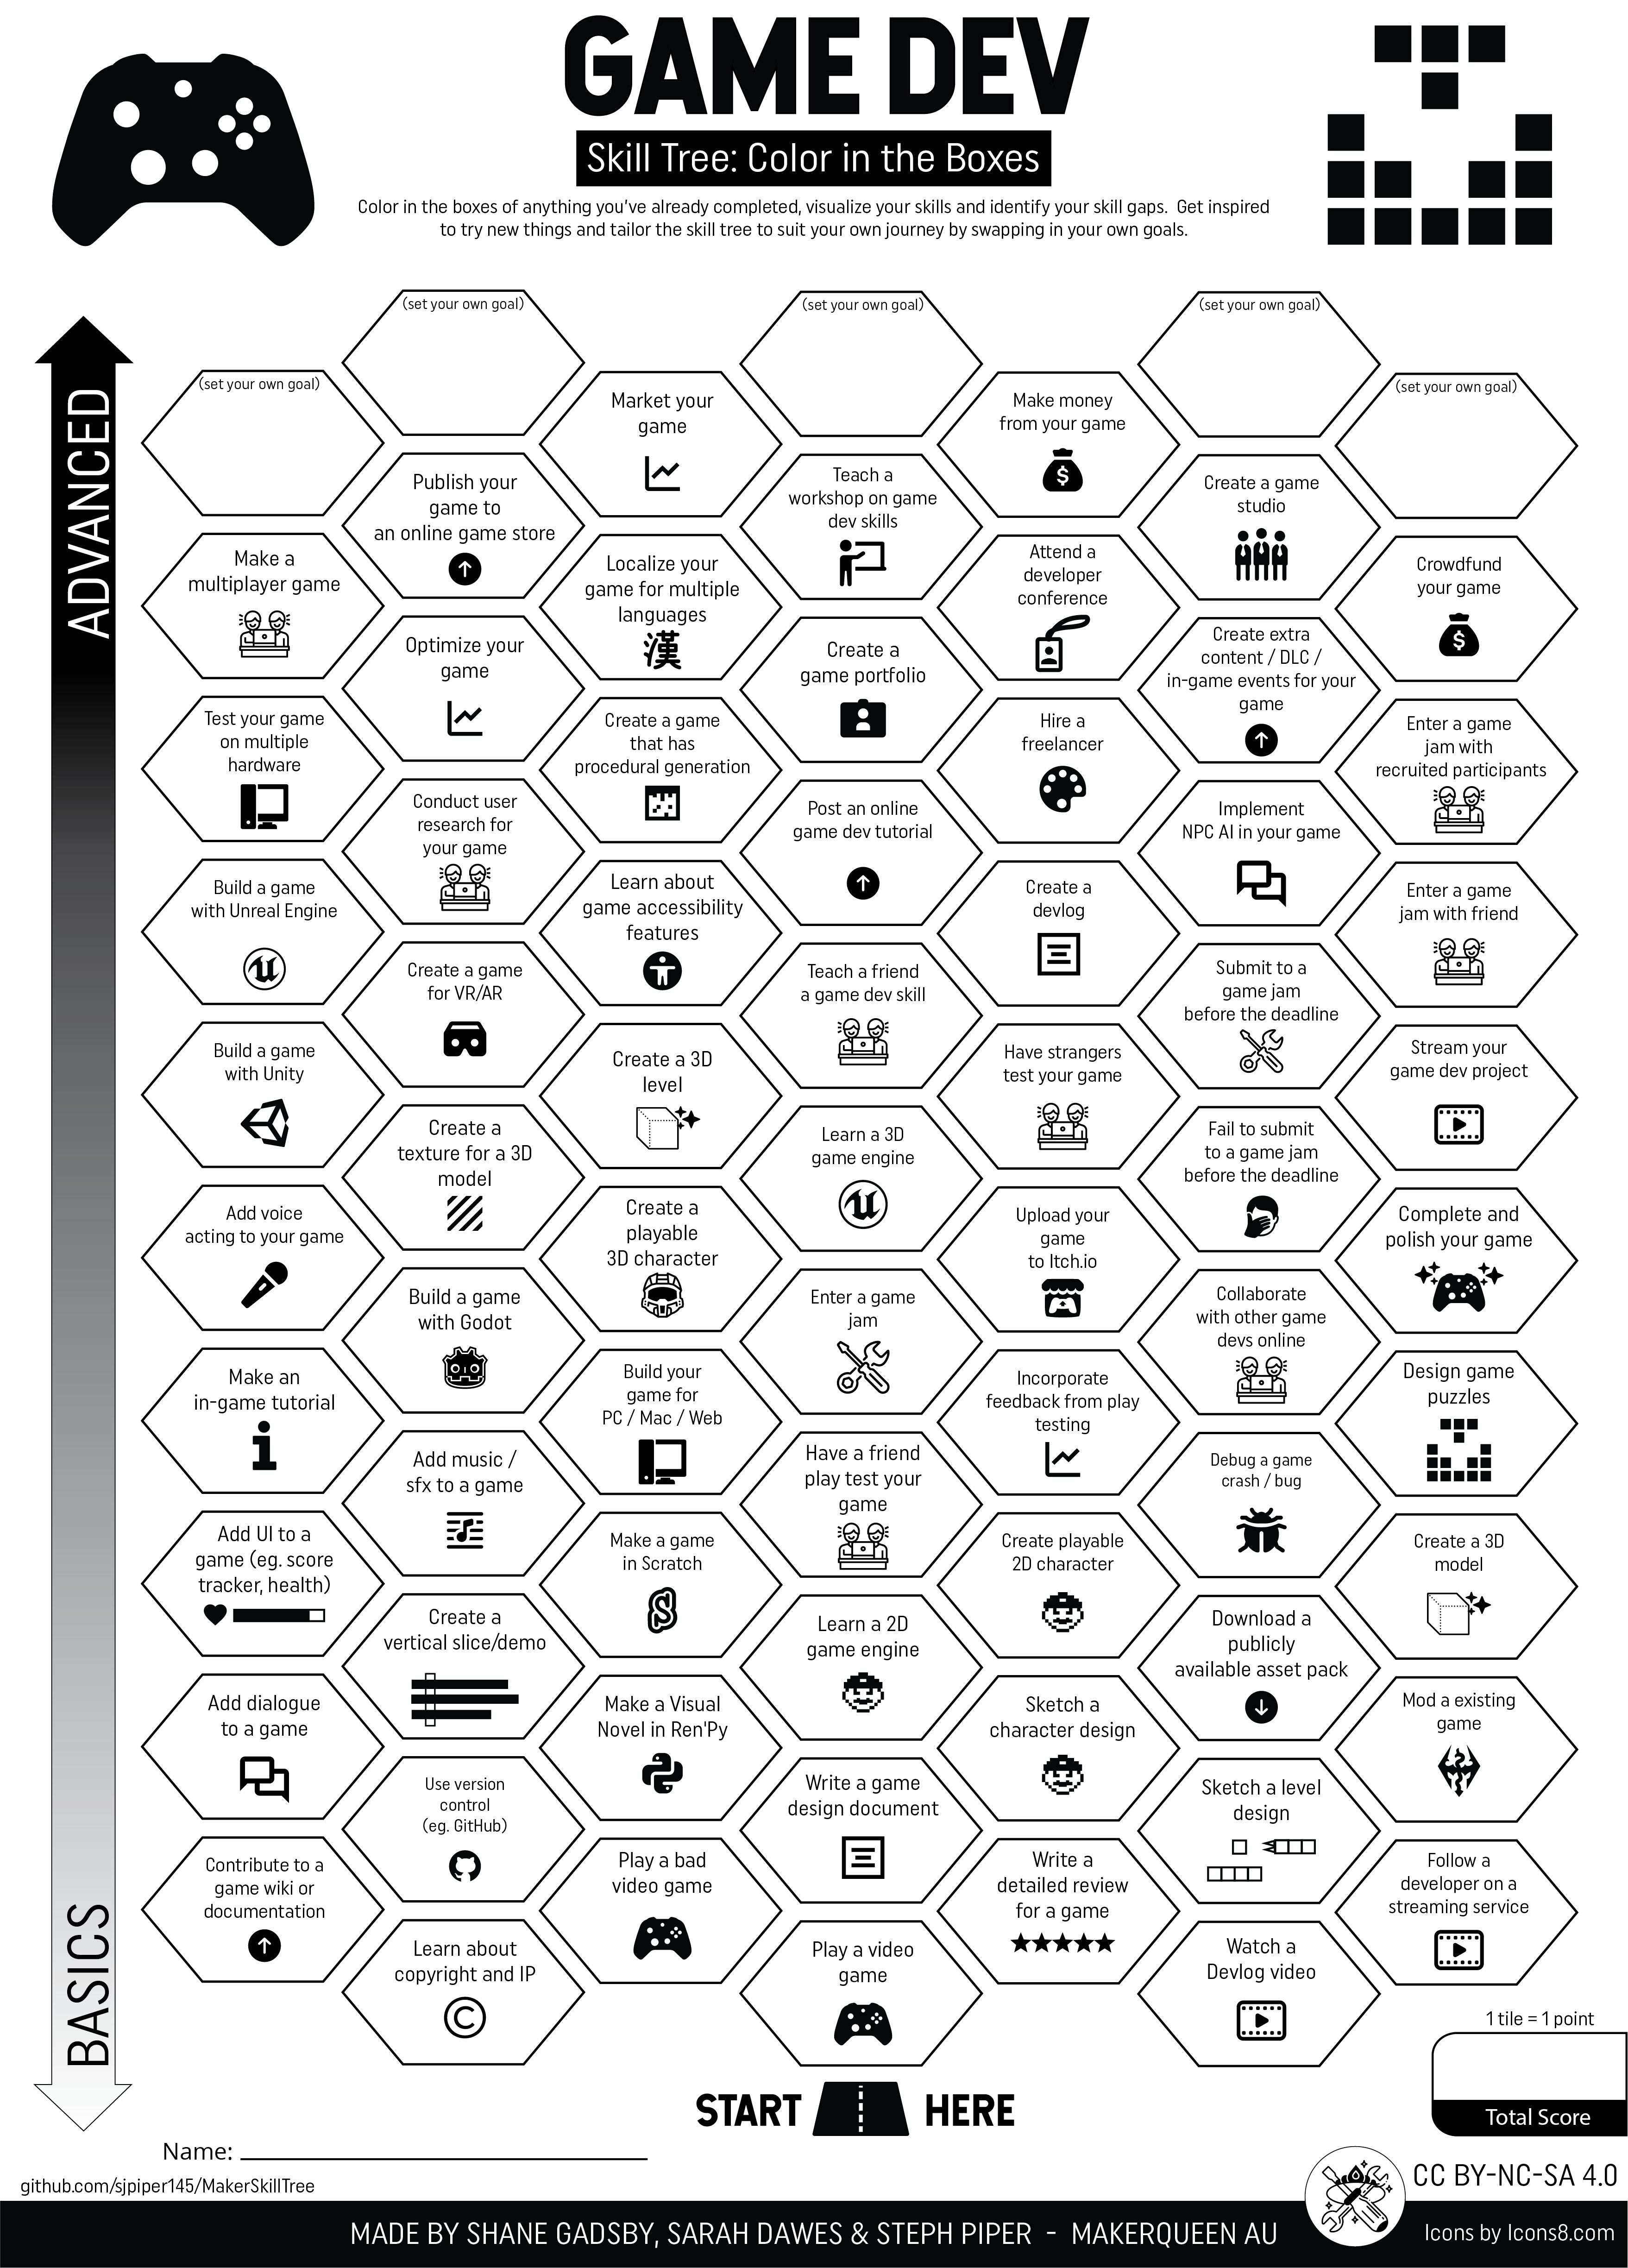 GAME DEV
Skill Tree: Color in the Boxes
Color in the boxes of anything you've already completed, visualize your skills and identify your skill gaps. Get inspired
to try new things and tailor the skill tree to suit your own journey by swapping in your own goals.
ADVANCED
BASICS
(set your own goal)
(set your own goal)
(set your own goal)
(set your own goal)
(set your own goal)
Market your
game
Make money
from your game
Publish your
game to
an online game store
Teach a
workshop on game
dev skills
Create a game
studio
Make a
multiplayer game
Localize your
game for multiple
languages
漢
Attend a
developer
conference
Crowdfund
your game
Optimize your
game
Create a
game portfolio
Create extra
content / DLC /
in-game events for your
game
Test your game
on multiple
hardware
Create a game
that has
procedural generation
Hire a
freelancer
Enter a game
jam with
recruited participants
Conduct user
research for
your game
Post an online
game dev tutorial
Implement
NPC AI in your game
Build a game
with Unreal Engine
Learn about
game accessibility
features
Create a
devlog
Enter a game
jam with friend
Create a game
for VR/AR
Teach a friend
a game dev skill
Submit to a
game jam
before the deadline
Build a game
with Unity
Create a 3D
level
Have strangers
test your game
Stream your
game dev project
Create a
texture for a 3D
model
Learn a 3D
game engine
Fail to submit
to a game jam
before the deadline
Add voice
acting to your game
Create a
playable
3D character
Upload your
game
to Itch.io
Complete and
polish your game
Build a game
with Godot
Enter a game
jam
Collaborate
with other game
devs online
Make an
in-game tutorial
Build your
game for
PC / Mac / Web
Incorporate
feedback from play
testing
Design game
puzzles
Add music /
sfx to a game
Have a friend
play test your
game
Debug a game
crash / bug
Add UI to a
game (eg. score
tracker, health)
Make a game
in Scratch
Create playable
2D character
Create a 3D
model
Create a
vertical slice/demo
Learn a 2D
game engine
Download a
publicly
available asset pack
Add dialogue
to a game
Make a Visual
Novel in Ren'Py
Sketch a
character design
Mod a existing
game
Use version
control
(eg. GitHub)
Write a game
design document
Sketch a level
design
Contribute to a
game wiki or
documentation
Play a bad
video game
Write a
detailed review
for a game
Follow a
developer on a
streaming service
Learn about
copyright and IP
Play a video
game
Watch a
Devlog video
START HERE
1 tile = 1 point
Total Score
Name:
github.com/sjpiper145/MakerSkillTree
CC BY-NC-SA 4.0
MADE BY SHANE GADSBY, SARAH DAWES & STEPH PIPER - MAKERQUEEN AU
Icons by Icons8.com